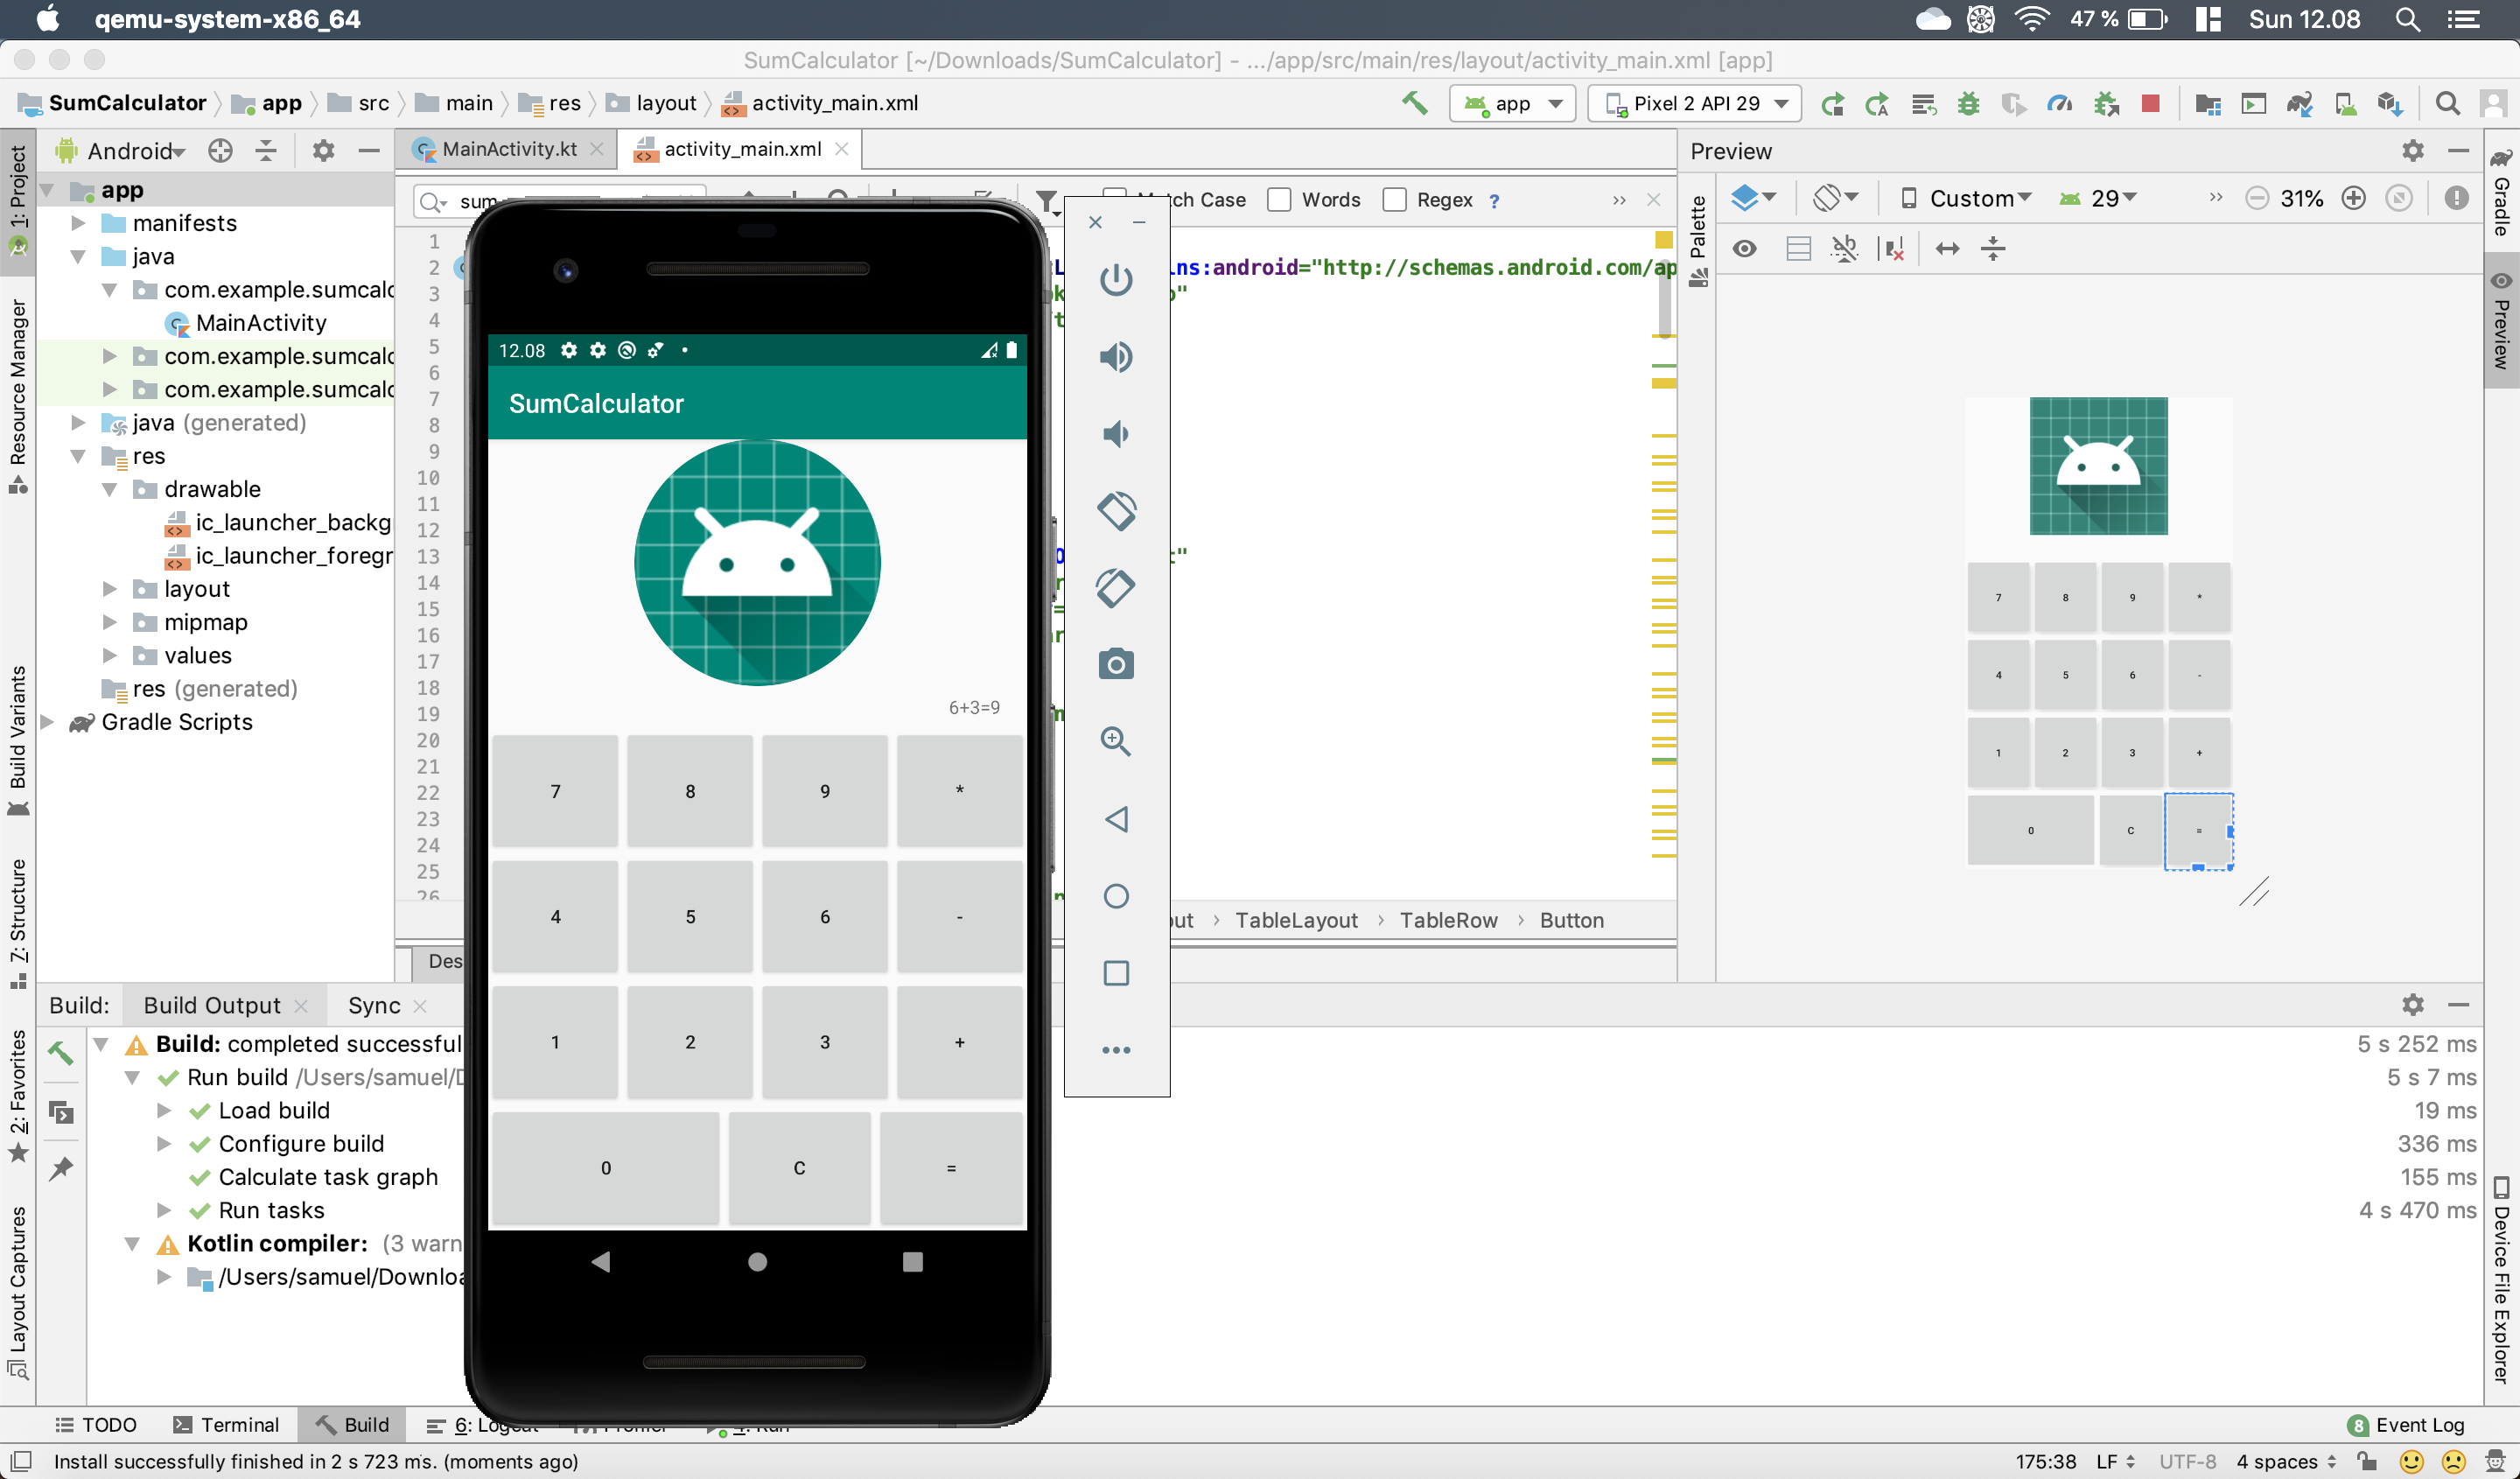 qemu-system-x86_64
47 %
Sun 12.08
SumCalculator [~/Downloads/SumCalculator] - .../app/src/main/res/layout/activity_main.xml [app]
SumCalculator app src main res layout activity_main.xml
app
Pixel 2 API 29
1: Project
Resource Manager
Build Variants
7: Structure
2: Favorites
Layout Captures
Android
app
manifests
java
com.example.sumcalc
MainActivity
com.example.sumcalc
com.example.sumcalc
java (generated)
res
drawable
ic_launcher_backg
ic_launcher_foregr
layout
mipmap
values
res (generated)
Gradle Scripts
MainActivity.kt
activity_main.xml
sum
tch Case
Words
Regex
?
1
2
3
4
5
6
7
8
9
10
11
12
13
14
15
16
17
18
19
20
21
22
23
24
25
26
ns:android="http://schemas.android.com/ap
out › TableLayout › TableRow › Button
Des
12.08
SumCalculator
6+3=9
7 8 9 *
4 5 6 -
1 2 3 +
0 C =
Preview
Palette
Custom
29
31%
7 8 9 *
4 5 6 -
1 2 3 +
0 C =
Gradle
Preview
Device File Explorer
Build:
Build Output
Sync
Build: completed successful
5 s 252 ms
Run build /Users/samuel/D
5 s 7 ms
Load build
19 ms
Configure build
336 ms
Calculate task graph
155 ms
Run tasks
4 s 470 ms
Kotlin compiler: (3 warn
/Users/samuel/Downloa
TODO
Terminal
Build
6: Logcat
Profiler
4: Run
8 Event Log
Install successfully finished in 2 s 723 ms. (moments ago)
175:38
LF
UTF-8
4 spaces